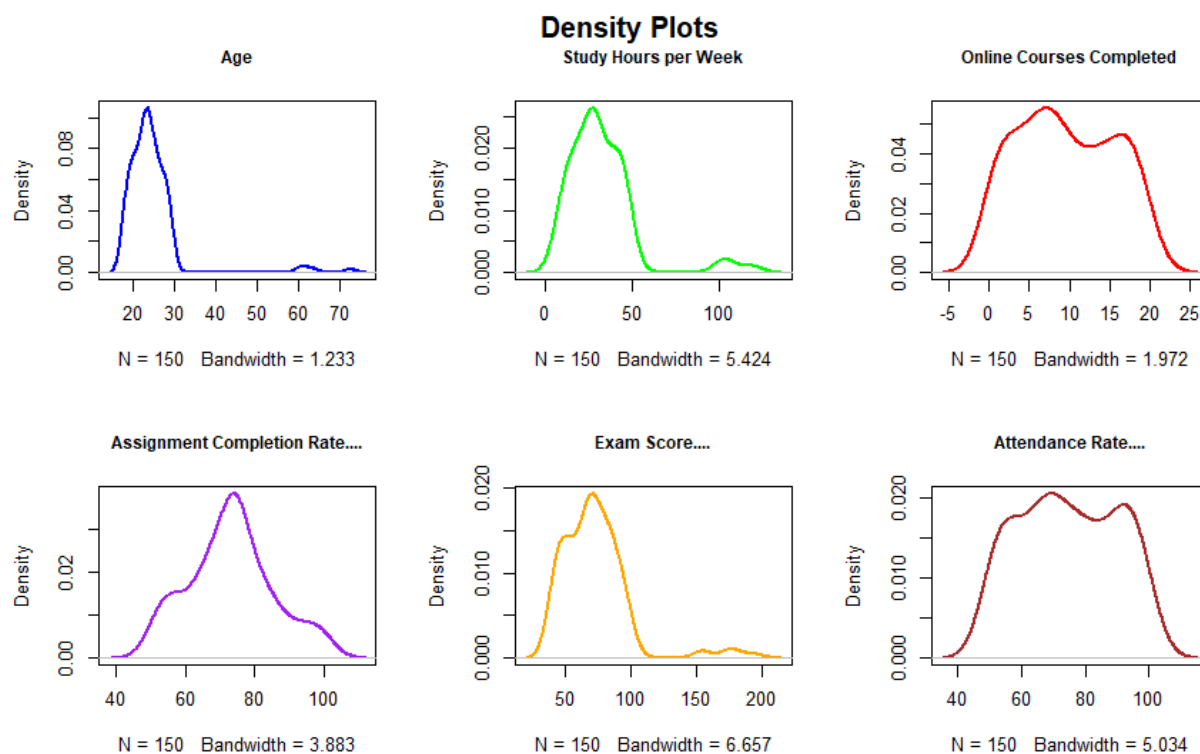 Density Plots
Age
Density
0.00 0.04 0.08
20 30 40 50 60 70
N = 150 Bandwidth = 1.233
Study Hours per Week
Density
0.000 0.010 0.020
0 50 100
N = 150 Bandwidth = 5.424
Online Courses Completed
Density
0.00 0.02 0.04
-5 0 5 10 15 20 25
N = 150 Bandwidth = 1.972
Assignment Completion Rate....
Density
0.00 0.02
40 60 80 100
N = 150 Bandwidth = 3.883
Exam Score....
Density
0.000 0.010 0.020
50 100 150 200
N = 150 Bandwidth = 6.657
Attendance Rate....
Density
0.000 0.010 0.020
40 60 80 100
N = 150 Bandwidth = 5.034